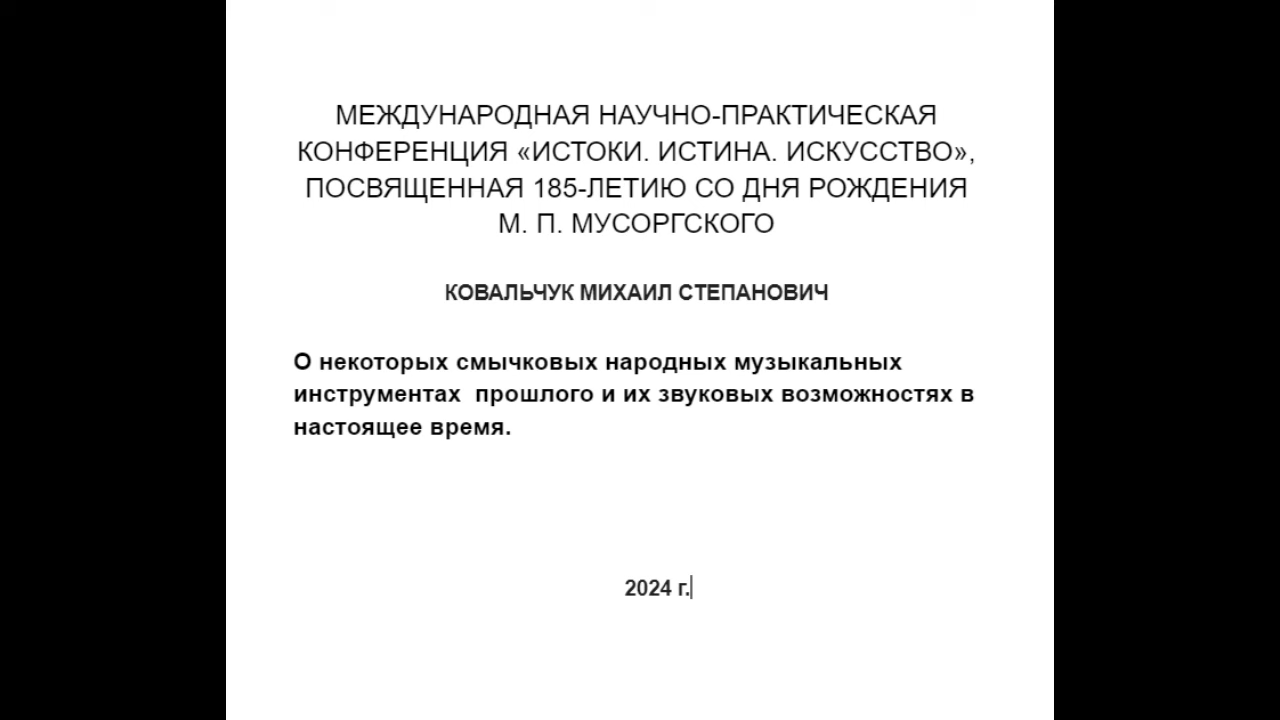 МЕЖДУНАРОДНАЯ НАУЧНО-ПРАКТИЧЕСКАЯ
КОНФЕРЕНЦИЯ «ИСТОКИ. ИСТИНА. ИСКУССТВО»,
ПОСВЯЩЕННАЯ 185-ЛЕТИЮ СО ДНЯ РОЖДЕНИЯ
М. П. МУСОРГСКОГО
КОВАЛЬЧУК МИХАИЛ СТЕПАНОВИЧ
О некоторых смычковых народных музыкальных
инструментах  прошлого и их звуковых возможностях в
настоящее время.
2024 г.